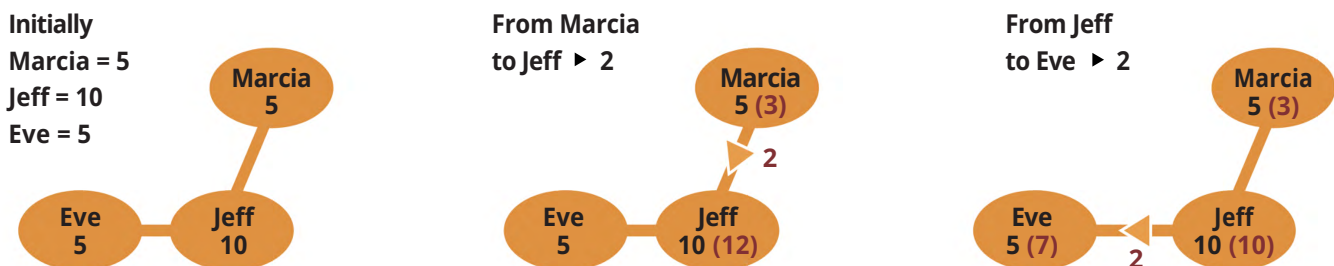 Initially
Marcia = 5
Jeff = 10
Eve = 5
Marcia
5
Eve
5
Jeff
10
From Marcia
to Jeff ▶ 2
Marcia
5 (3)
2
Eve
5
Jeff
10 (12)
From Jeff
to Eve ▶ 2
Marcia
5 (3)
Eve
5 (7)
2
Jeff
10 (10)